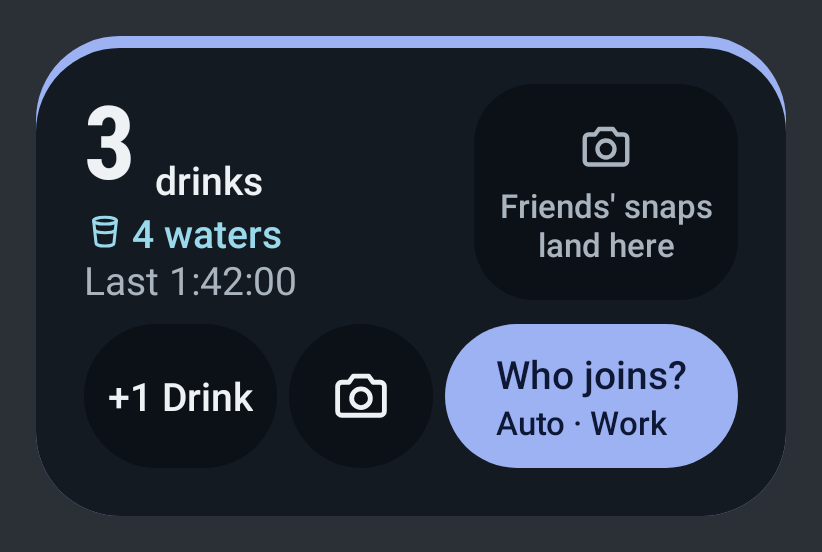 3 drinks
4 waters
Last 1:42:00
Friends' snaps
land here
+1 Drink
Who joins?
Auto · Work